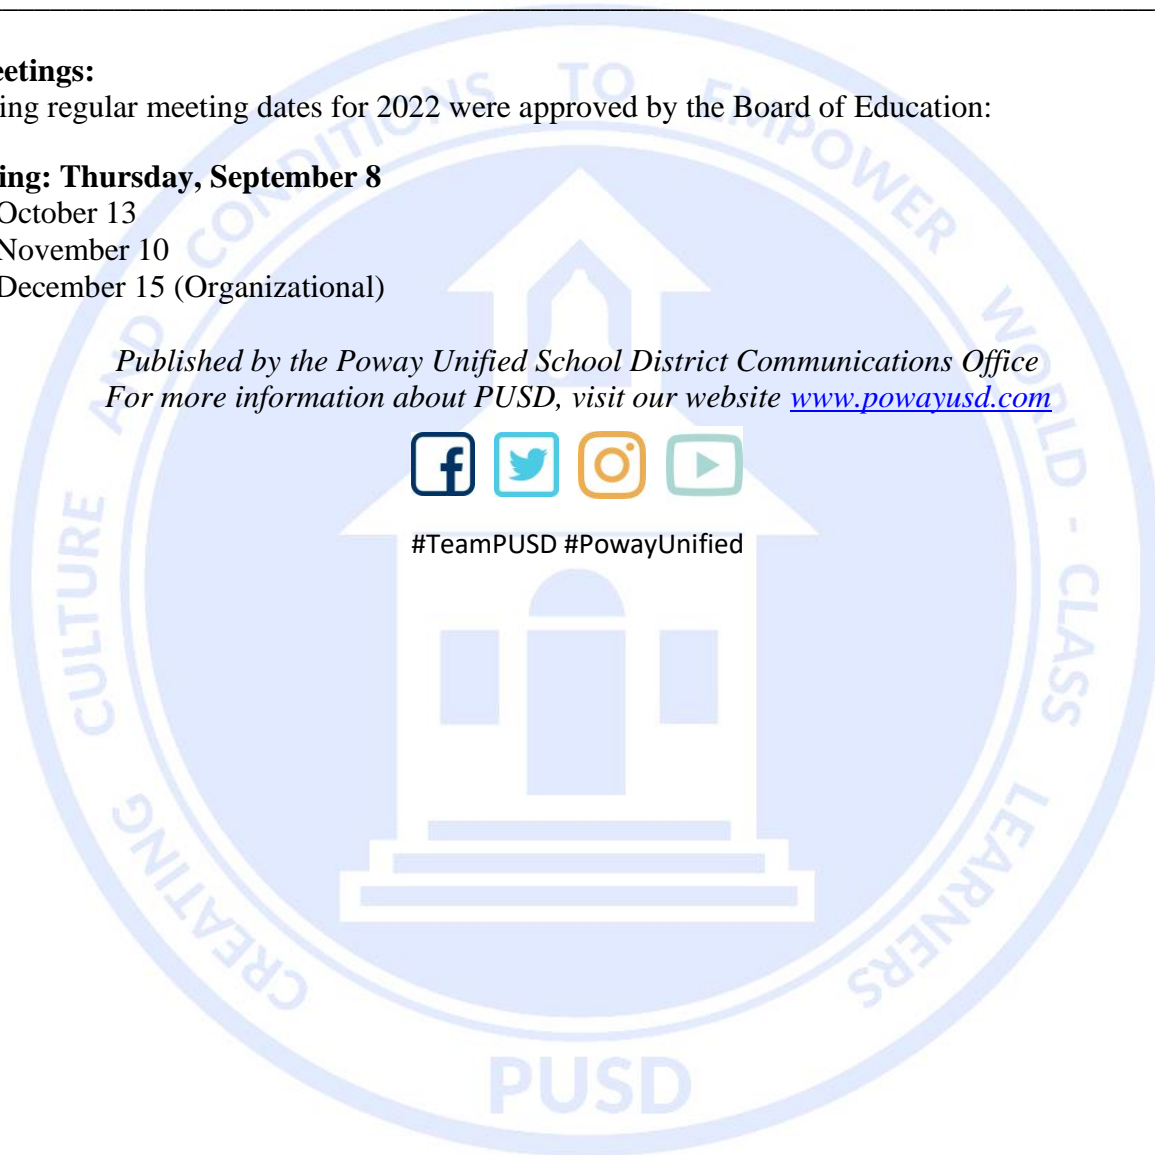 eetings:
ing regular meeting dates for 2022 were approved by the Board of Education:
ing: Thursday, September 8
October 13
November 10
December 15 (Organizational)
Published by the Poway Unified School District Communications Office
For more information about PUSD, visit our website www.powayusd.com
#TeamPUSD #PowayUnified
CREATING CULTURE AND CONDITIONS TO EMPOWER WORLD - CLASS LEARNERS
PUSD